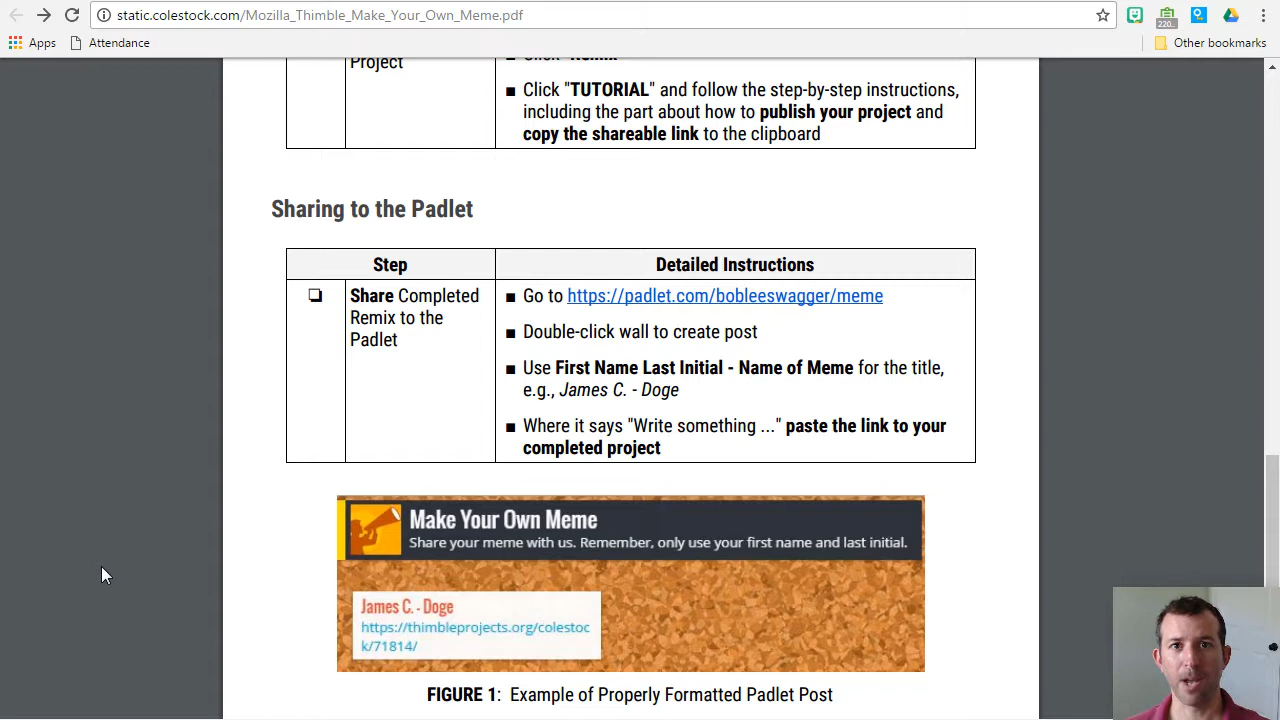 static.colestock.com/Mozilla_Thimble_Make_Your_Own_Meme.pdf
220..
Apps
Attendance
Other bookmarks
Project
■ Click "Remix"
■ Click "TUTORIAL" and follow the step-by-step instructions,
including the part about how to publish your project and
copy the shareable link to the clipboard
Sharing to the Padlet
Step
Detailed Instructions
Share Completed
Remix to the
Padlet
■ Go to https://padlet.com/bobleeswagger/meme
■ Double-click wall to create post
■ Use First Name Last Initial - Name of Meme for the title,
e.g., James C. - Doge
■ Where it says "Write something ..." paste the link to your
completed project
Make Your Own Meme
Share your meme with us. Remember, only use your first name and last initial.
James C. - Doge
https://thimbleprojects.org/colestoc
k/71814/
FIGURE 1: Example of Properly Formatted Padlet Post